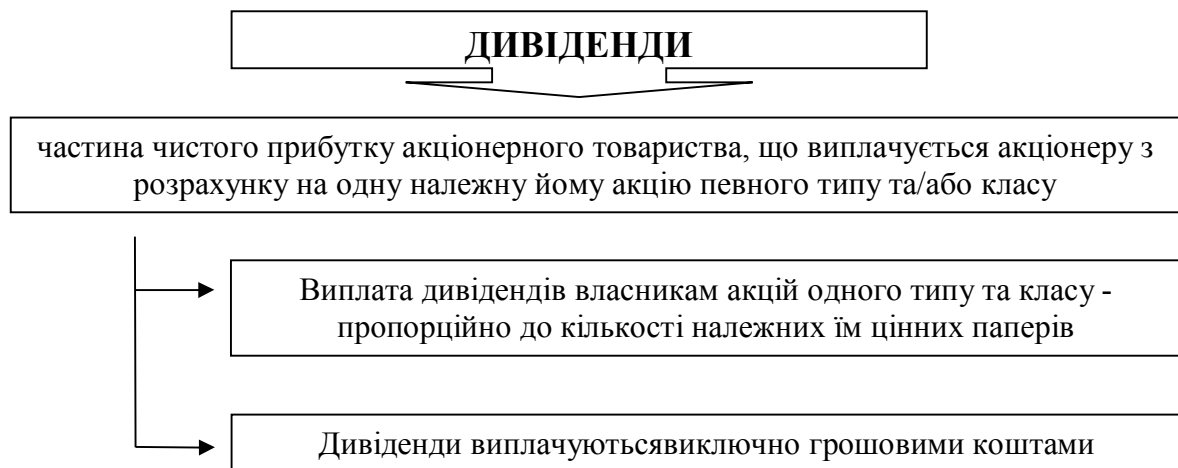 ДИВІДЕНДИ
частина чистого прибутку акціонерного товариства, що виплачується акціонеру з
розрахунку на одну належну йому акцію певного типу та/або класу
Виплата дивідендів власникам акцій одного типу та класу -
пропорційно до кількості належних їм цінних паперів
Дивіденди виплачуютьсявиключно грошовими коштами